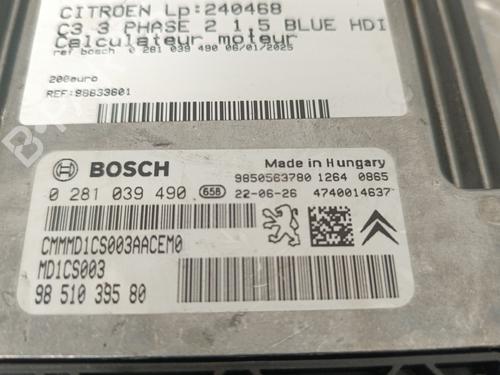 CITROEN Lp:240468
C3 3 PHASE 2 1.5 BLUE HDI
Calculateur moteur
ref bosch 0 281 039 490 06/01/2025
200euro
REF:98633601
BOSCH
Made in Hungary
9850563780 1264 0865
0 281 039 490 658 22-06-26 4740014637
CMMMD1CS003AACEM0
MD1CS003
98 510 395 80